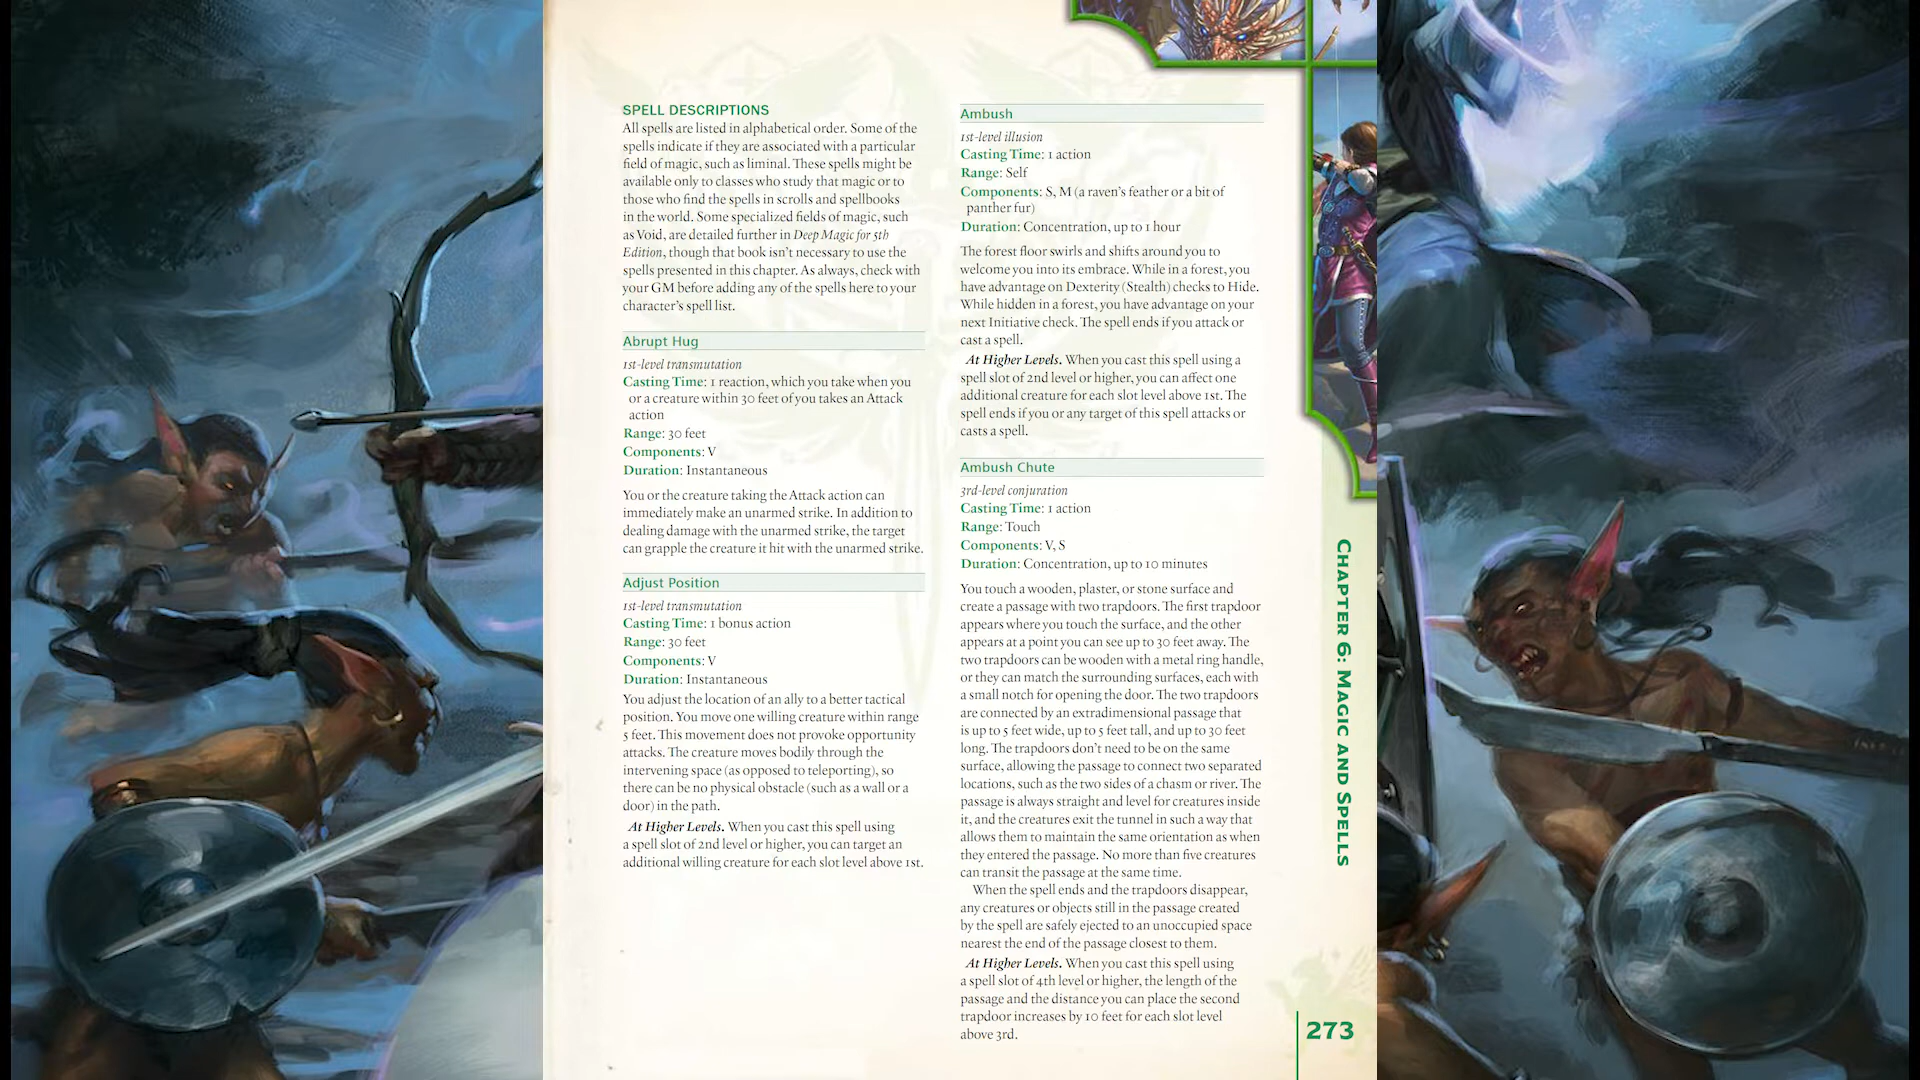 SPELL DESCRIPTIONS
All spells are listed in alphabetical order. Some of the
spells indicate if they are associated with a particular
field of magic, such as liminal. These spells might be
available only to classes who study that magic or to
those who find the spells in scrolls and spellbooks
in the world. Some specialized fields of magic, such
as Void, are detailed further in Deep Magic for 5th
Edition, though that book isn't necessary to use the
spells presented in this chapter. As always, check with
your GM before adding any of the spells here to your
character's spell list.
Abrupt Hug
1st-level transmutation
Casting Time: 1 reaction, which you take when you
or a creature within 30 feet of you takes an Attack
action
Range: 30 feet
Components: V
Duration: Instantaneous
You or the creature taking the Attack action can
immediately make an unarmed strike. In addition to
dealing damage with the unarmed strike, the target
can grapple the creature it hit with the unarmed strike.
Adjust Position
1st-level transmutation
Casting Time: 1 bonus action
Range: 30 feet
Components: V
Duration: Instantaneous
You adjust the location of an ally to a better tactical
position. You move one willing creature within range
5 feet. This movement does not provoke opportunity
attacks. The creature moves bodily through the
intervening space (as opposed to teleporting), so
there can be no physical obstacle (such as a wall or a
door) in the path.
At Higher Levels. When you cast this spell using
a spell slot of 2nd level or higher, you can target an
additional willing creature for each slot level above 1st.
Ambush
1st-level illusion
Casting Time: 1 action
Range: Self
Components: S, M (a raven's feather or a bit of
panther fur)
Duration: Concentration, up to 1 hour
The forest floor swirls and shifts around you to
welcome you into its embrace. While in a forest, you
have advantage on Dexterity (Stealth) checks to Hide.
While hidden in a forest, you have advantage on your
next Initiative check. The spell ends if you attack or
cast a spell.
At Higher Levels. When you cast this spell using a
spell slot of 2nd level or higher, you can affect one
additional creature for each slot level above 1st. The
spell ends if you or any target of this spell attacks or
casts a spell.
Ambush Chute
3rd-level conjuration
Casting Time: 1 action
Range: Touch
Components: V, S
Duration: Concentration, up to 10 minutes
You touch a wooden, plaster, or stone surface and
create a passage with two trapdoors. The first trapdoor
appears where you touch the surface, and the other
appears at a point you can see up to 30 feet away. The
two trapdoors can be wooden with a metal ring handle,
or they can match the surrounding surfaces, each with
a small notch for opening the door. The two trapdoors
are connected by an extradimensional passage that
is up to 5 feet wide, up to 5 feet tall, and up to 30 feet
long. The trapdoors don't need to be on the same
surface, allowing the passage to connect two separated
locations, such as the two sides of a chasm or river. The
passage is always straight and level for creatures inside
it, and the creatures exit the tunnel in such a way that
allows them to maintain the same orientation as when
they entered the passage. No more than five creatures
can transit the passage at the same time.
When the spell ends and the trapdoors disappear,
any creatures or objects still in the passage created
by the spell are safely ejected to an unoccupied space
nearest the end of the passage closest to them.
At Higher Levels. When you cast this spell using
a spell slot of 4th level or higher, the length of the
passage and the distance you can place the second
trapdoor increases by 10 feet for each slot level
above 3rd.
CHAPTER 6: MAGIC AND SPELLS
273